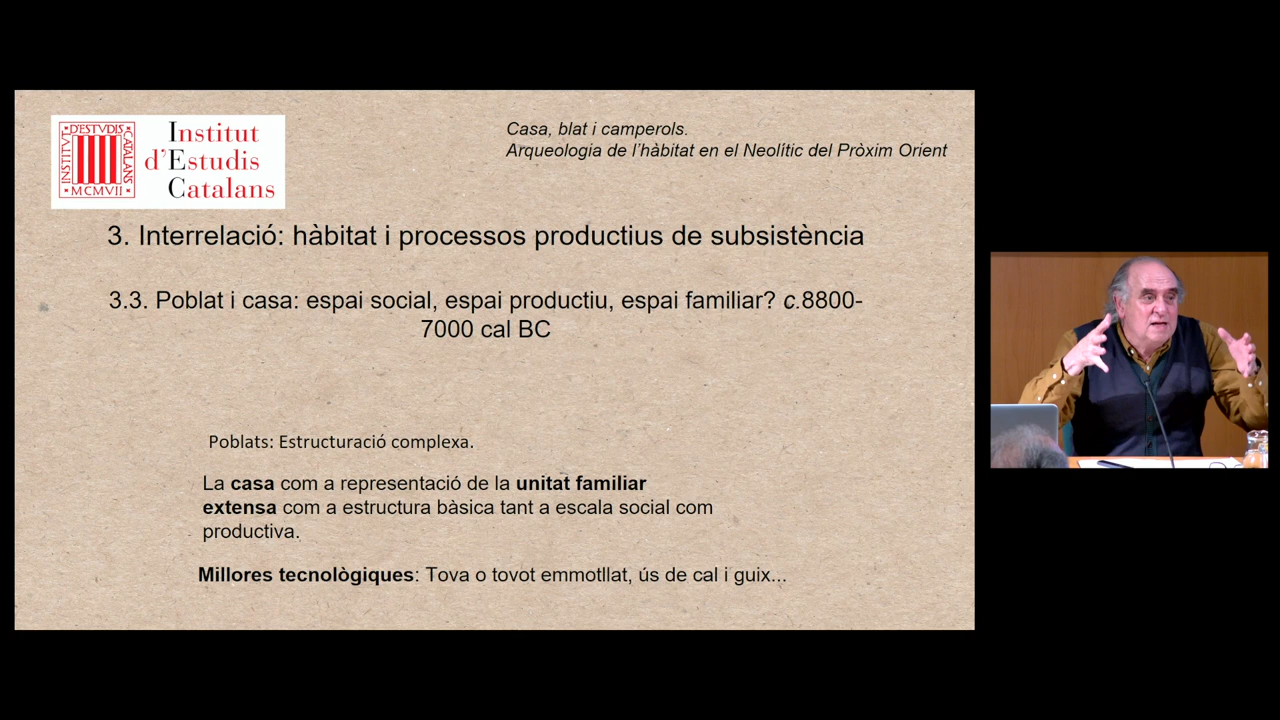 INSTITVT
D'ESTVDIS
CATALANS
MCMVII
Institut
d'Estudis
Catalans
Casa, blat i camperols.
Arqueologia de l'hàbitat en el Neolític del Pròxim Orient
3. Interrelació: hàbitat i processos productius de subsistència
3.3. Poblat i casa: espai social, espai productiu, espai familiar? c.8800-
7000 cal BC
Poblats: Estructuració complexa.
La casa com a representació de la unitat familiar
extensa com a estructura bàsica tant a escala social com
productiva.
Millores tecnològiques: Tova o tovot emmotllat, ús de cal i guix...